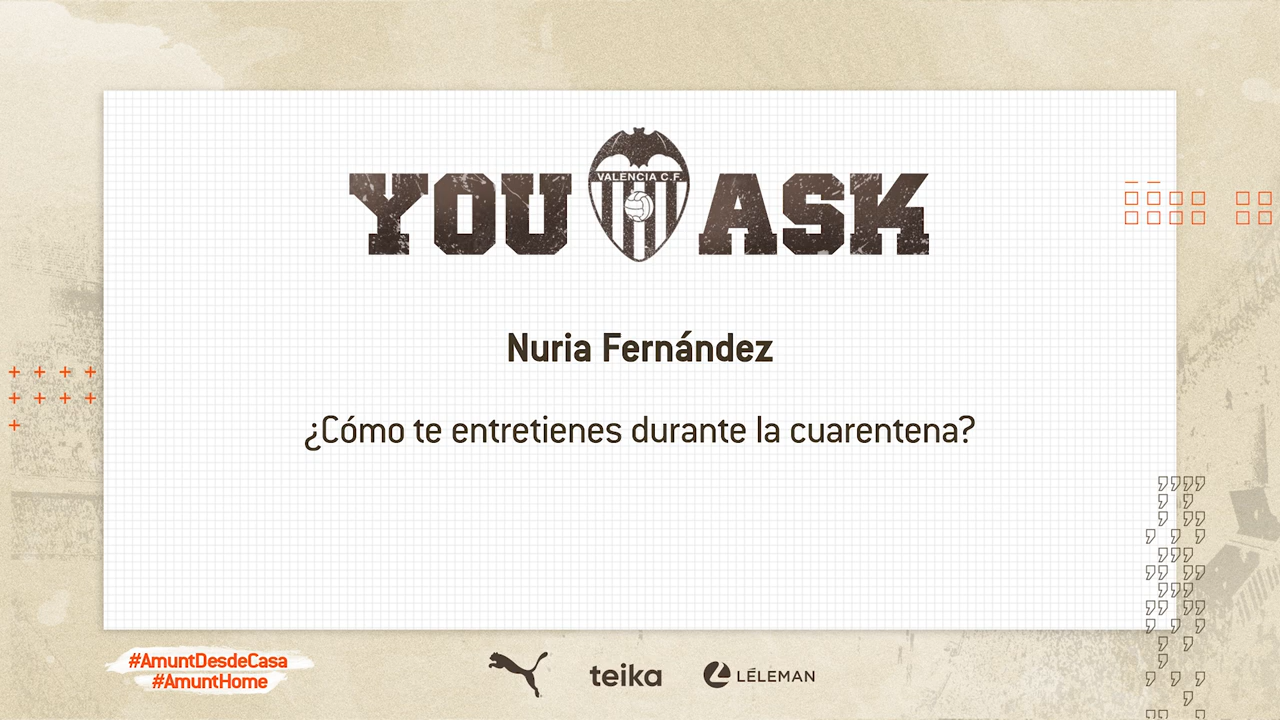 YOU ASK
VALENCIA C.F.
Nuria Fernández
¿Cómo te entretienes durante la cuarentena?
#AmuntDesdeCasa
#AmuntHome
teika
LÉLEMAN